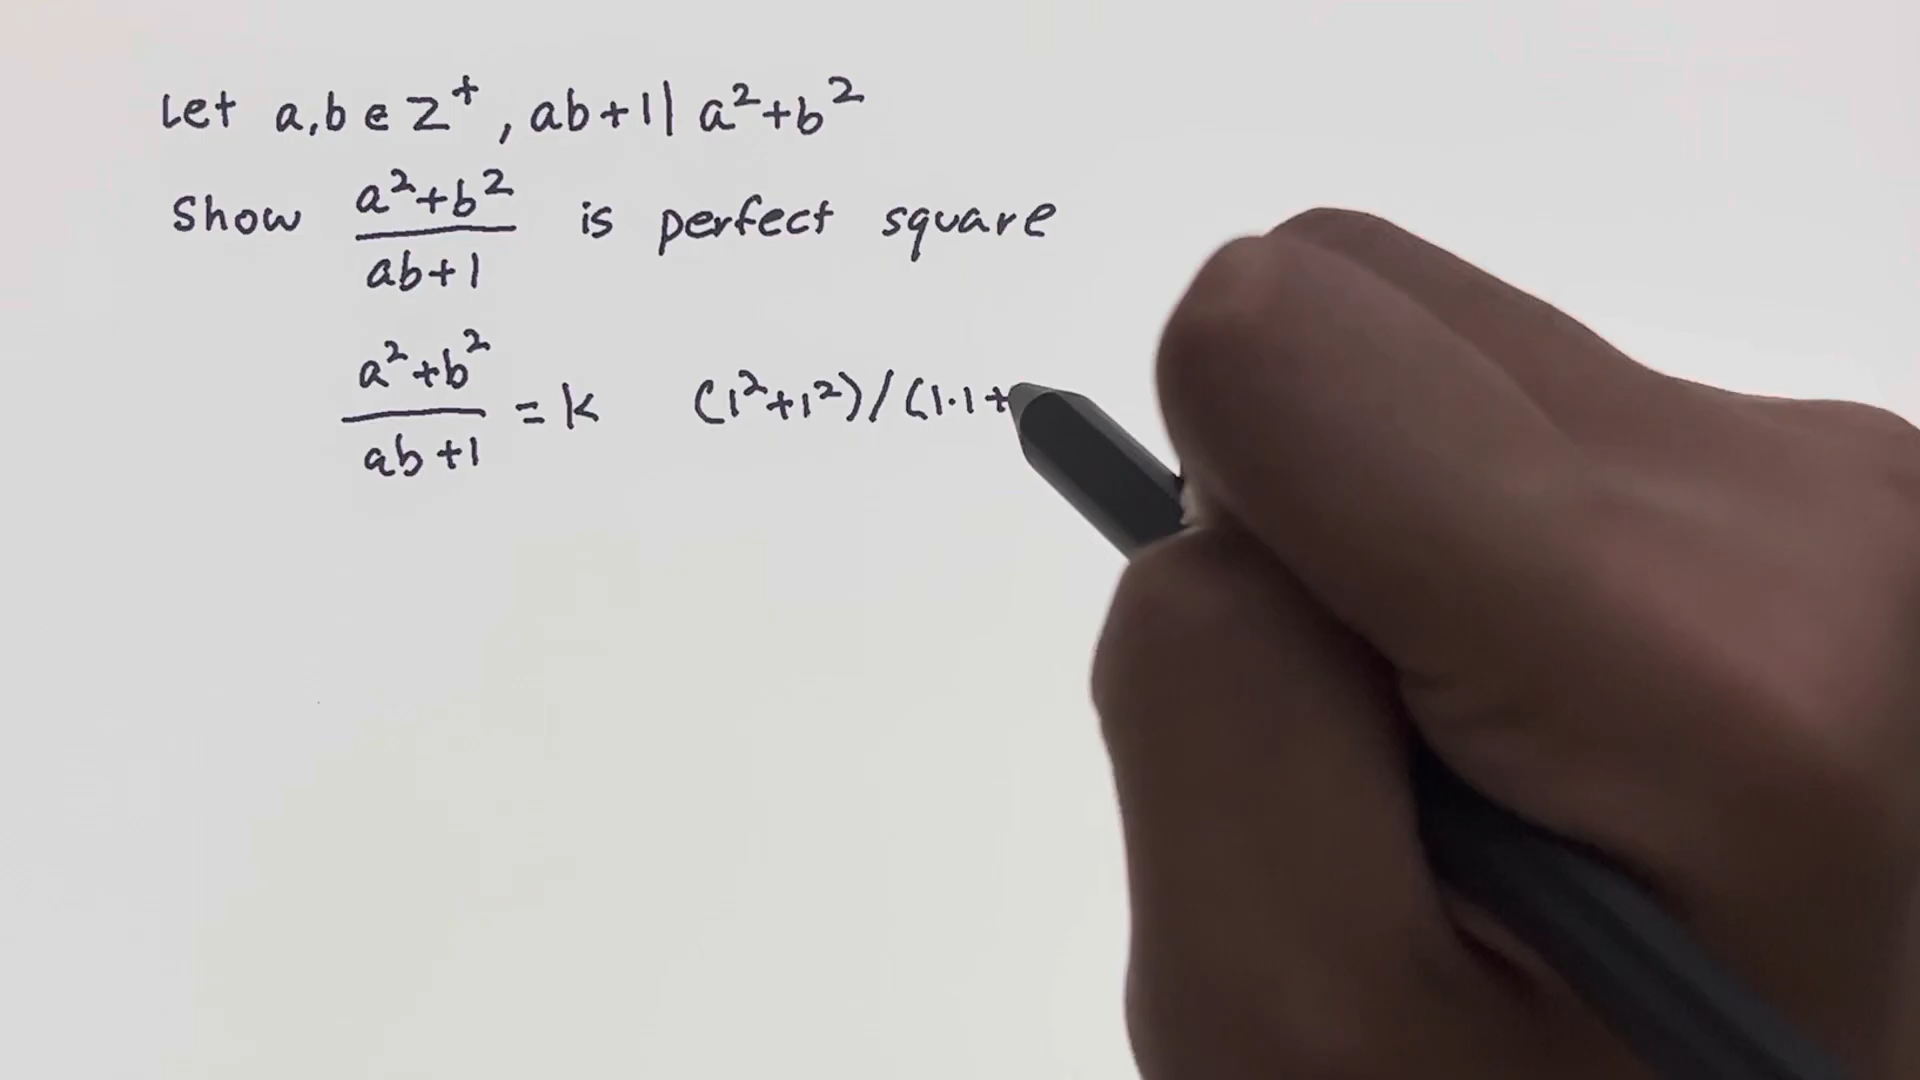 Let a,b ∈ Z⁺, ab+1| a²+b²
Show (a²+b²)/(ab+1) is perfect square
(a²+b²)/(ab+1) = k (1²+1²)/(1·1+